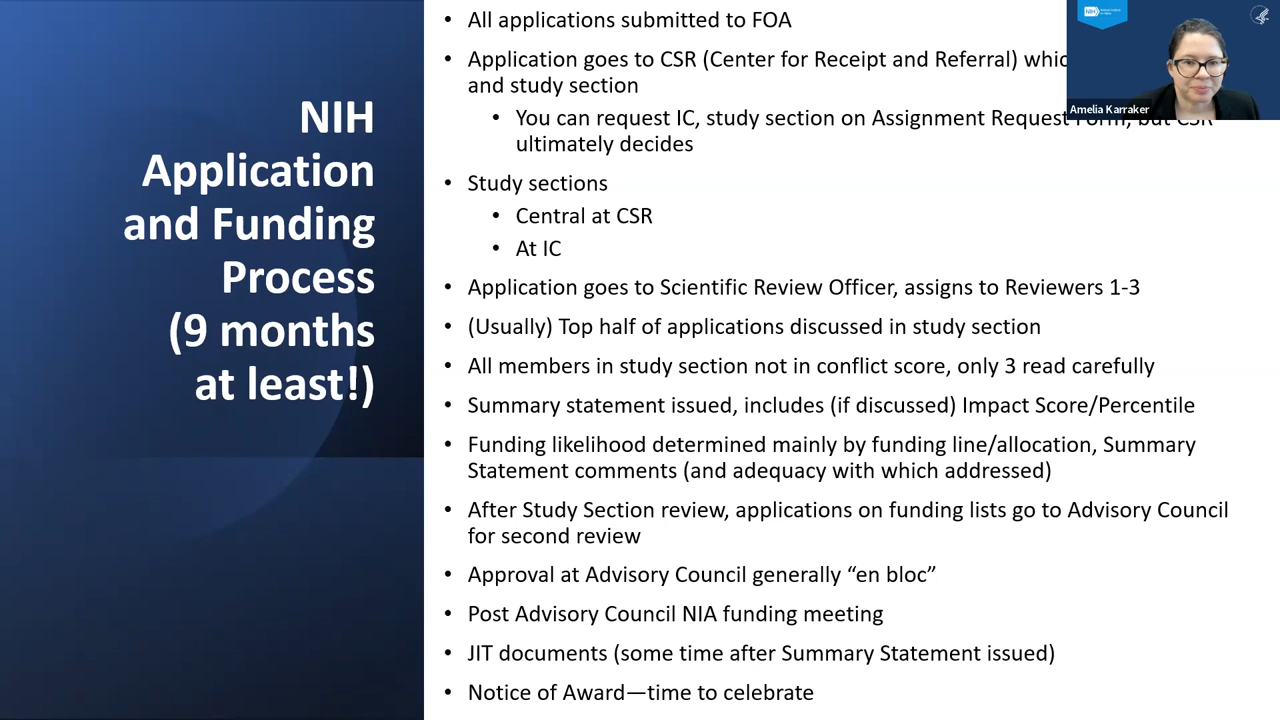 NIH
Application
and Funding
Process
(9 months
at least!)
• All applications submitted to FOA
• Application goes to CSR (Center for Receipt and Referral)
and study section
• You can request IC, study section on Assignment Request Form, but CSR
ultimately decides
• Study sections
• Central at CSR
• At IC
• Application goes to Scientific Review Officer, assigns to Reviewers 1-3
• (Usually) Top half of applications discussed in study section
• All members in study section not in conflict score, only 3 read carefully
• Summary statement issued, includes (if discussed) Impact Score/Percentile
• Funding likelihood determined mainly by funding line/allocation, Summary
Statement comments (and adequacy with which addressed)
• After Study Section review, applications on funding lists go to Advisory Council
for second review
• Approval at Advisory Council generally “en bloc”
• Post Advisory Council NIA funding meeting
• JIT documents (some time after Summary Statement issued)
• Notice of Award—time to celebrate
NIH
Amelia Karraker